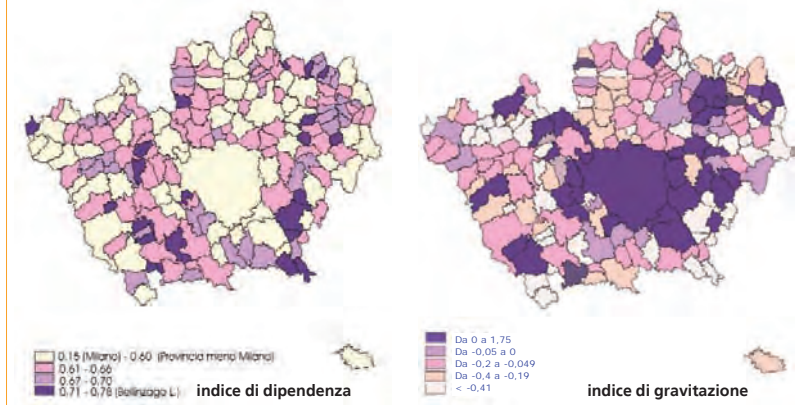 0.15 (Milano) - 0.60 (Provincia meno Milano)
0.61 - 0.66
0.67 - 0.70
0.71 - 0.78 (Bellinzago L.)
indice di dipendenza
Da 0 a 1,75
Da -0,05 a 0
Da -0,2 a -0,049
Da -0,4 a -0,19
< -0,41
indice di gravitazione